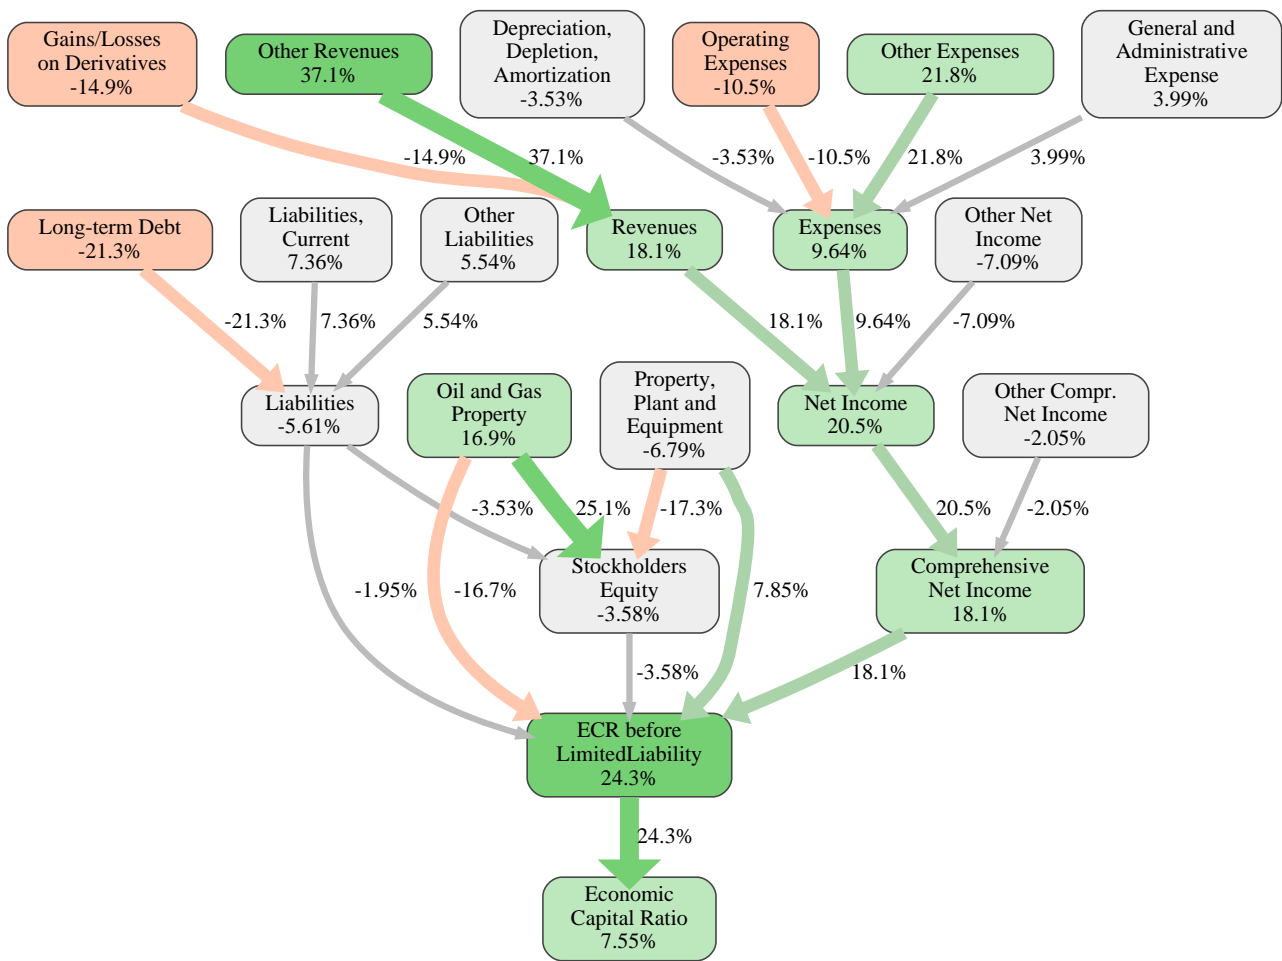 Gains/Losses
on Derivatives
-14.9%
Other Revenues
37.1%
Depreciation,
Depletion,
Amortization
-3.53%
Operating
Expenses
-10.5%
Other Expenses
21.8%
General and
Administrative
Expense
3.99%
-14.9%
37.1%
-3.53%
-10.5%
21.8%
3.99%
Long-term Debt
-21.3%
Liabilities,
Current
7.36%
Other
Liabilities
5.54%
Revenues
18.1%
Expenses
9.64%
Other Net
Income
-7.09%
-21.3%
7.36%
5.54%
18.1%
9.64%
-7.09%
Liabilities
-5.61%
Oil and Gas
Property
16.9%
Property,
Plant and
Equipment
-6.79%
Net Income
20.5%
Other Compr.
Net Income
-2.05%
-3.53%
25.1%
-17.3%
20.5%
-2.05%
-1.95%
-16.7%
Stockholders
Equity
-3.58%
7.85%
Comprehensive
Net Income
18.1%
-3.58%
18.1%
ECR before
LimitedLiability
24.3%
24.3%
Economic
Capital Ratio
7.55%